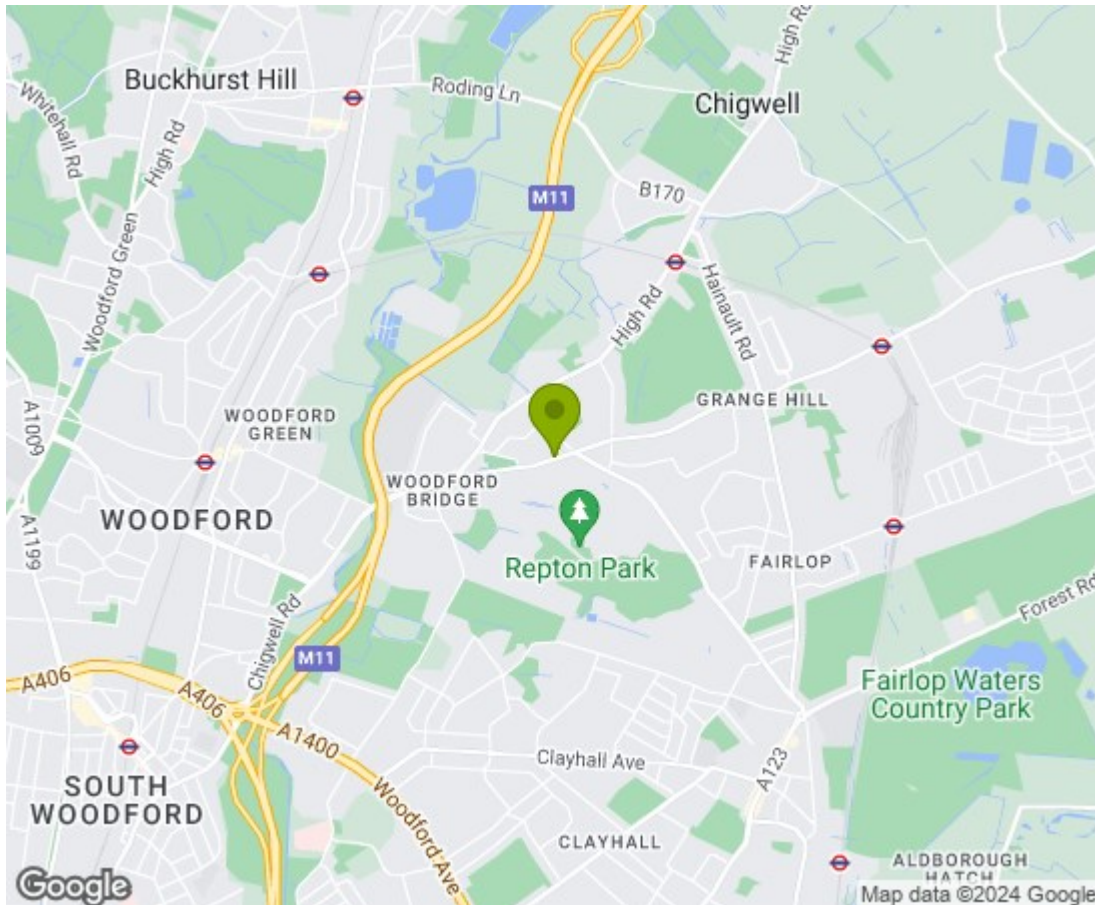 Buckhurst Hill
Roding Ln
High Rd
Chigwell
Whitehall Rd
High Rd
M11
B170
Woodford Green
High Rd
Hainault Rd
A1009
WOODFORD
GREEN
GRANGE HILL
WOODFORD
BRIDGE
WOODFORD
A1199
Repton Park
FAIRLOP
Forest Rd
Chigwell Rd
M11
A406
A406
A1400
Fairlop Waters
Country Park
Clayhall Ave
A123
SOUTH
WOODFORD
Woodford Ave
CLAYHALL
ALDBOROUGH
HATCH
Google
Map data ©2024 Google